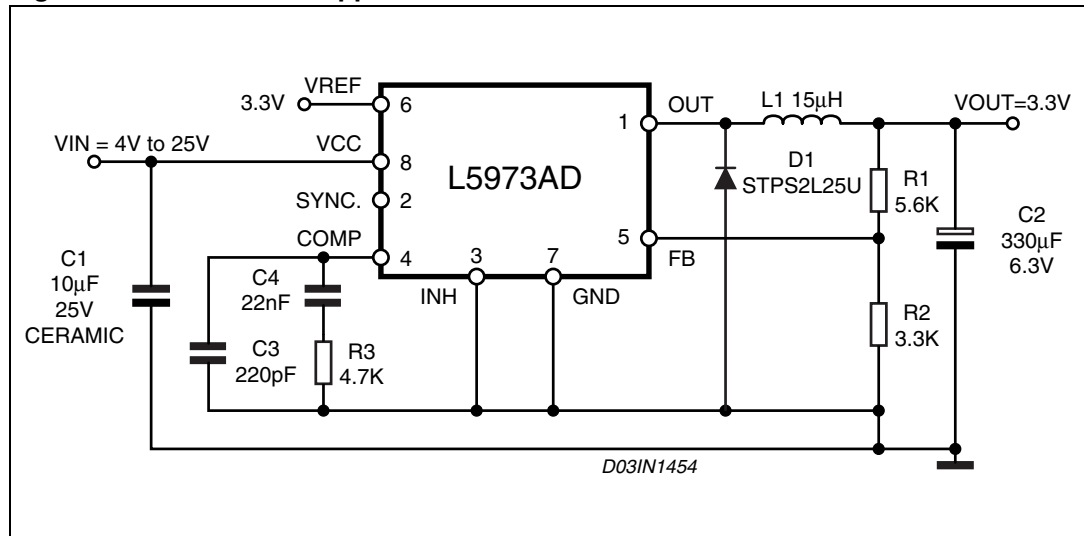 VREF
3.3V
6
VIN = 4V to 25V
VCC
8
SYNC.
2
COMP
4
L5973AD
3
7
INH
GND
1
OUT
L1 15µH
VOUT=3.3V
D1
STPS2L25U
R1
5.6K
5
FB
C2
330µF
6.3V
R2
3.3K
C1
10µF
25V
CERAMIC
C4
22nF
C3
220pF
R3
4.7K
D03IN1454